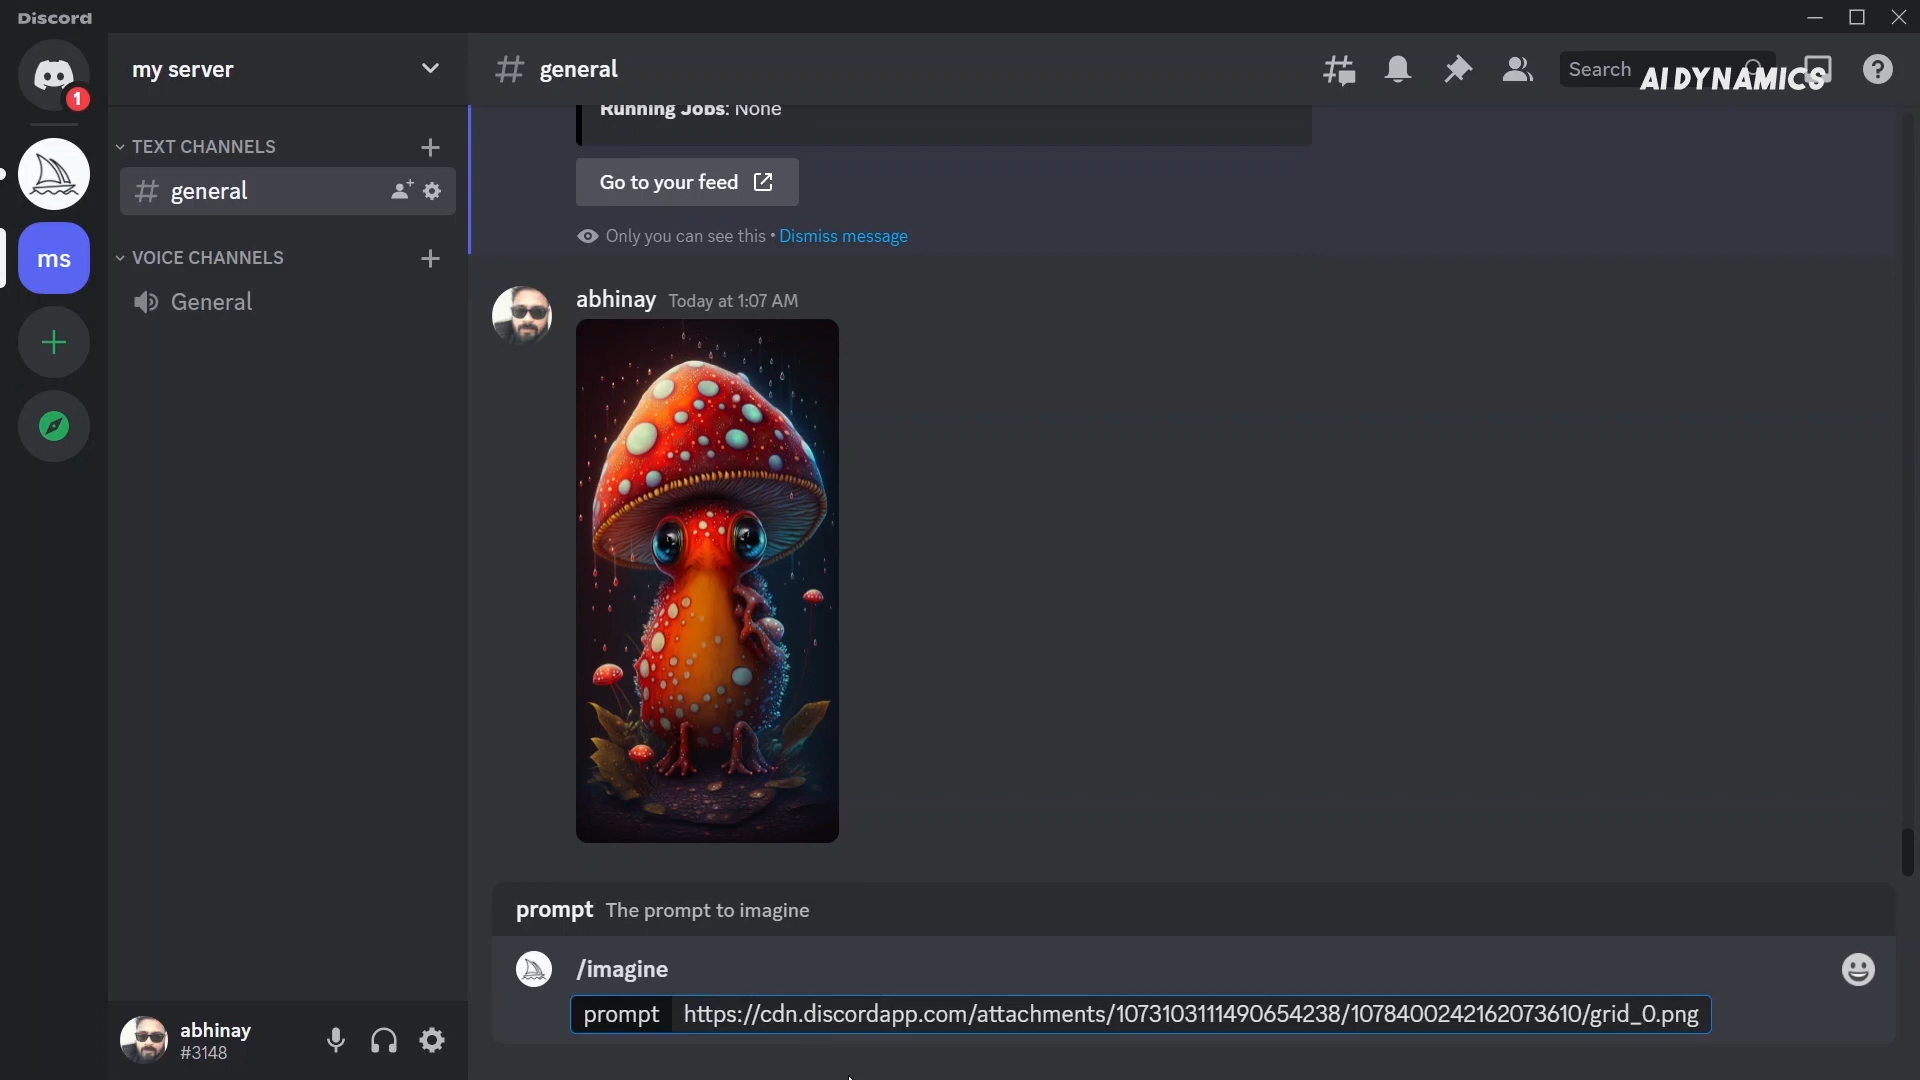 Discord
1
my server
general
Search
AI DYNAMICS
TEXT CHANNELS
general
ms
VOICE CHANNELS
General
Running Jobs: None
Go to your feed
Only you can see this • Dismiss message
abhinay Today at 1:07 AM
prompt The prompt to imagine
/imagine
prompt https://cdn.discordapp.com/attachments/1073103111490654238/1078400242162073610/grid_0.png
abhinay
#3148